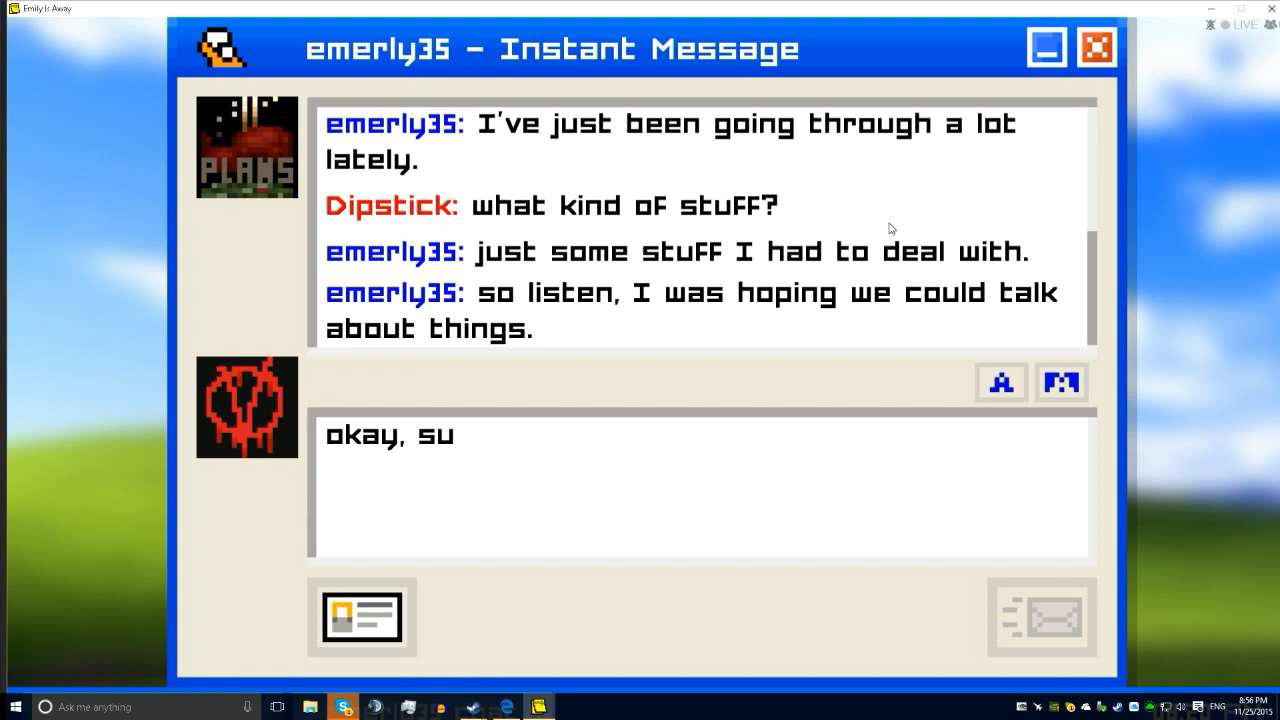 Emily Is Away
LIVE
emerly35 - Instant Message
PLANS
emerly35: I've just been going through a lot
lately.
Dipstick: what kind of stuff?
emerly35: just some stuff I had to deal with.
emerly35: so listen, I was hoping we could talk
about things.
A
okay, su
Ask me anything
ENG
8:56 PM
11/25/2015